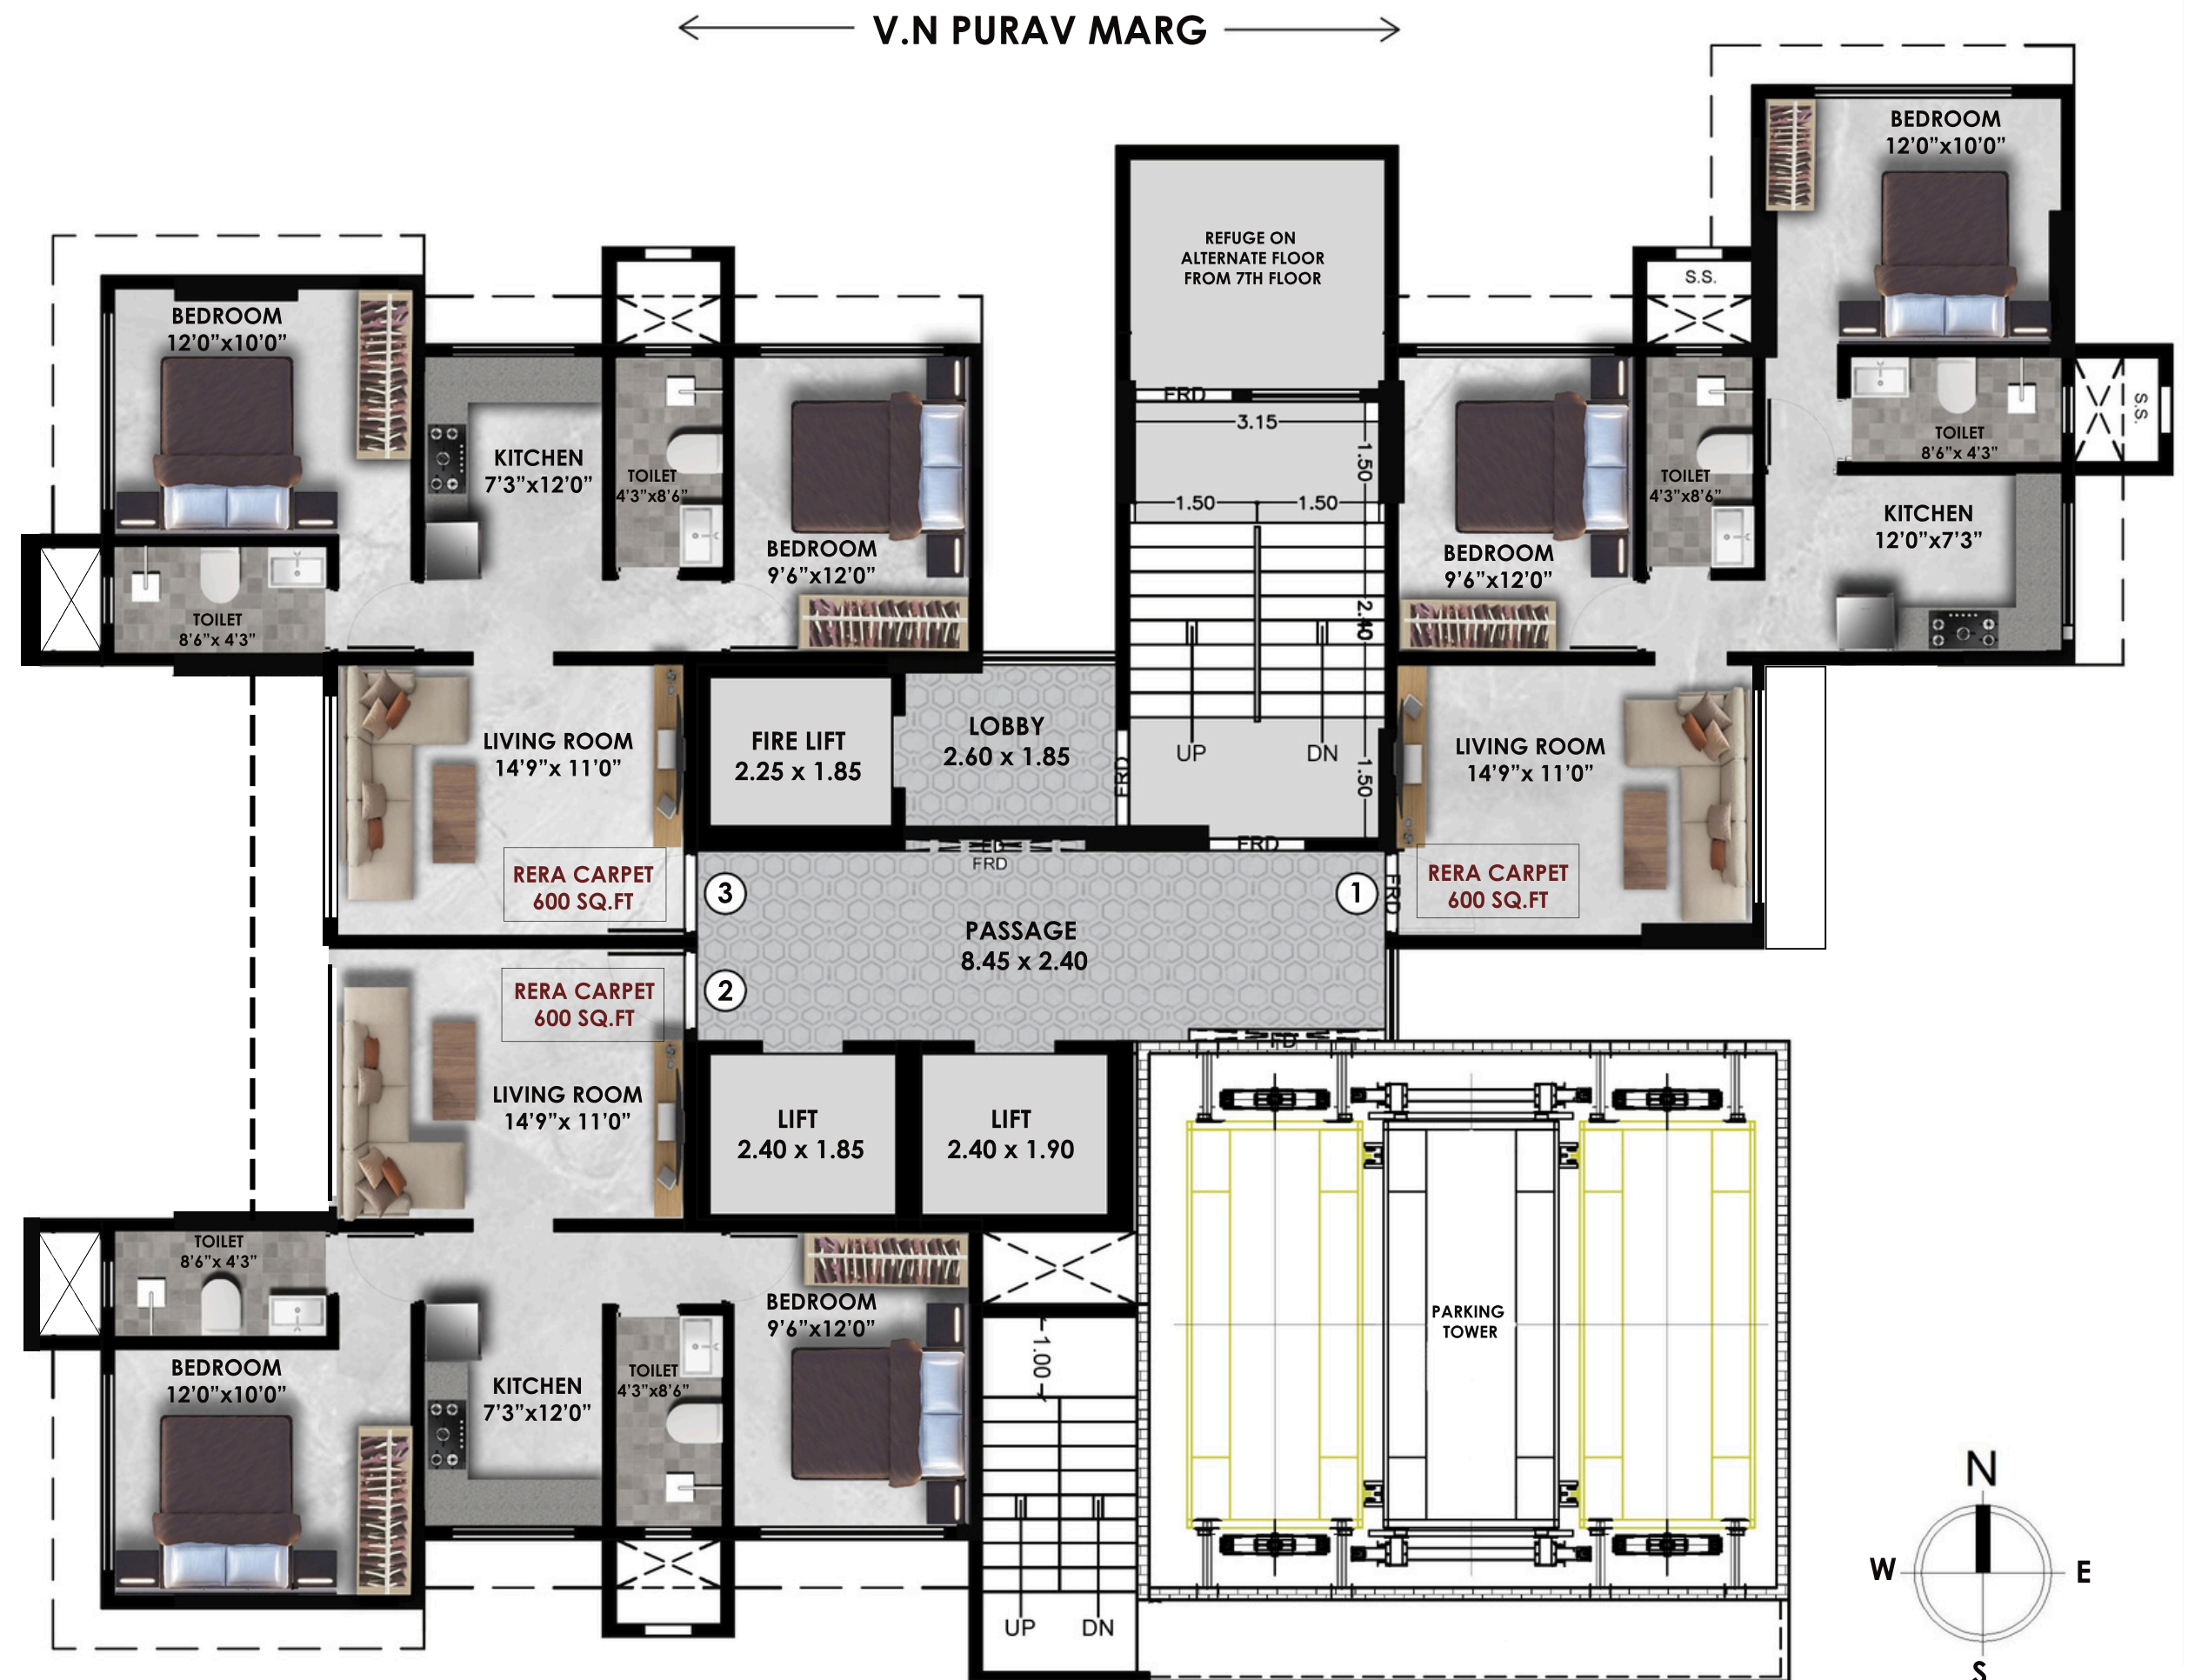 V.N PURAV MARG
BEDROOM
12'0”x10'0”
S.S.
REFUGE ON
ALTERNATE FLOOR
FROM 7TH FLOOR
BEDROOM
12'0”x10'0”
KITCHEN
7'3”x12'0”
TOILET
4'3”x8'6”
BEDROOM
9'6”x12'0”
TOILET
8'6”x 4'3”
FRD
3.15
1.50
1.50
1.50
2.40
1.50
UP
DN
FRD
FRD
BEDROOM
9'6”x12'0”
TOILET
4'3”x8'6”
TOILET
8'6”x 4'3”
S.S.
KITCHEN
12'0”x7'3”
LIVING ROOM
14'9”x 11'0”
RERA CARPET
600 SQ.FT
FIRE LIFT
2.25 x 1.85
LOBBY
2.60 x 1.85
LIVING ROOM
14'9”x 11'0”
RERA CARPET
600 SQ.FT
FD
FRD
3
1
FRD
PASSAGE
8.45 x 2.40
2
RERA CARPET
600 SQ.FT
LIVING ROOM
14'9”x 11'0”
LIFT
2.40 x 1.85
LIFT
2.40 x 1.90
FD
TOILET
8'6”x 4'3”
BEDROOM
12'0”x10'0”
KITCHEN
7'3”x12'0”
TOILET
4'3”x8'6”
BEDROOM
9'6”x12'0”
1.00
UP
DN
PARKING
TOWER
N
W
E
S